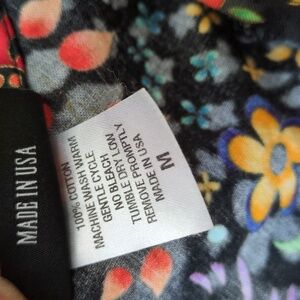 MADE IN USA
100% COTTON
MACHINE WASH WARM
GENTLE CYCLE
NO BLEACH
TUMBLE DRY LOW
REMOVE PROMPTLY
MADE IN USA
M